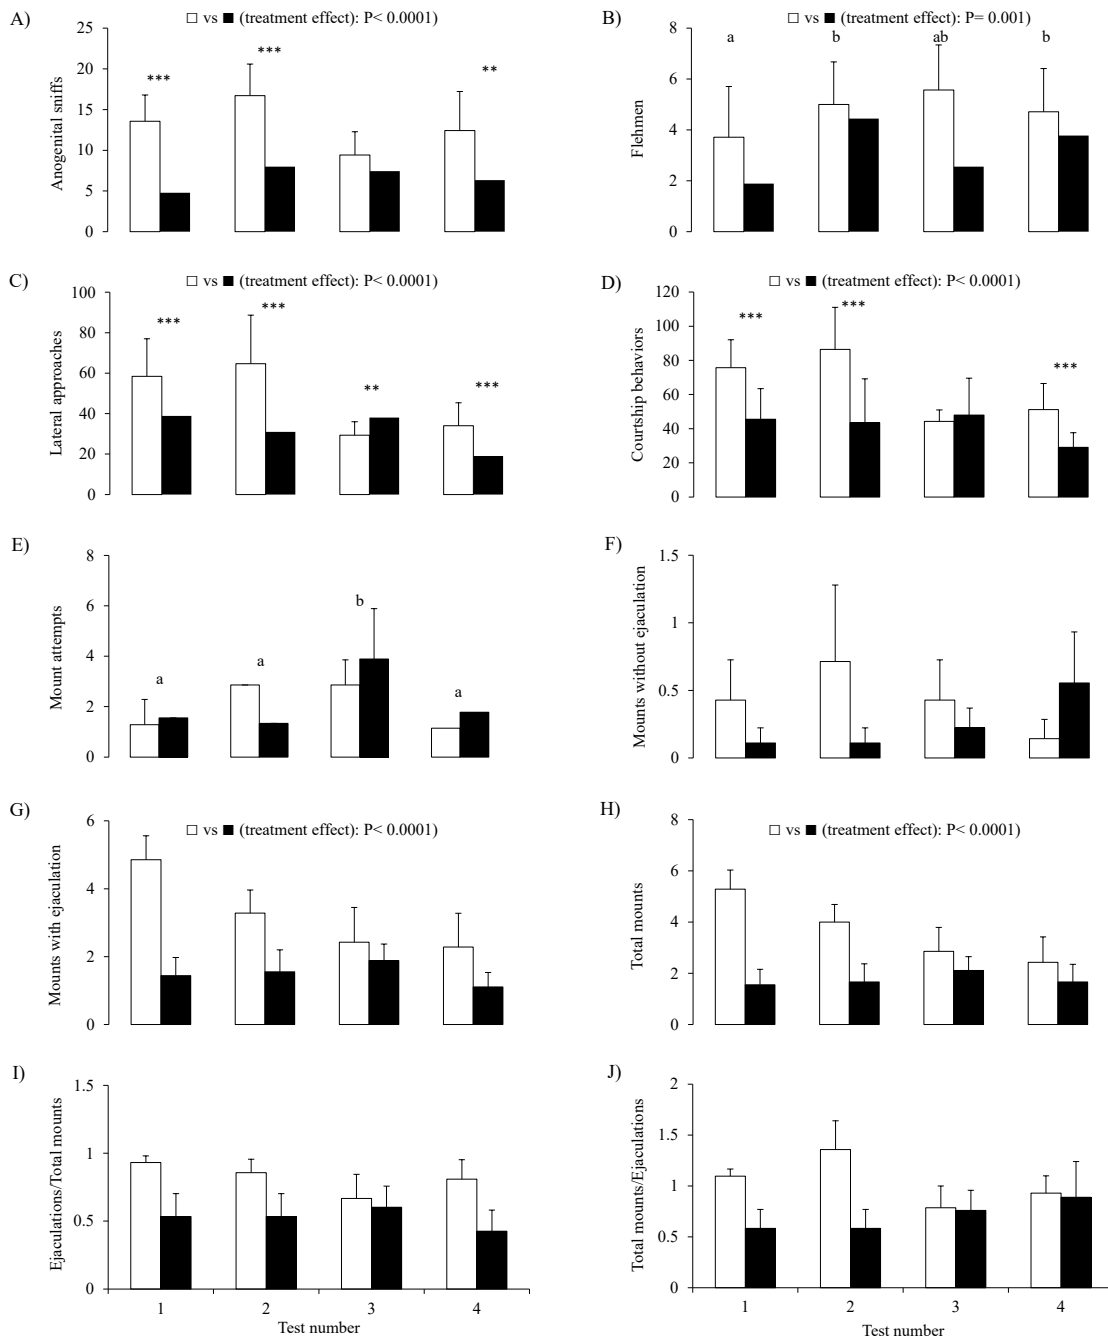 A)
□ vs ■ (treatment effect): P< 0.0001)
Anogenital sniffs
25
20
15
10
5
0
***
***
**
B)
□ vs ■ (treatment effect): P= 0.001)
Flehmen
8
6
4
2
0
a
b
ab
b
C)
□ vs ■ (treatment effect): P< 0.0001)
Lateral approaches
100
80
60
40
20
0
***
***
**
***
D)
□ vs ■ (treatment effect): P< 0.0001)
Courtship behaviors
120
100
80
60
40
20
0
***
***
***
E)
Mount attempts
8
6
4
2
0
a
a
b
a
F)
Mounts without ejaculation
1.5
1
0.5
0
G)
□ vs ■ (treatment effect): P< 0.0001)
Mounts with ejaculation
6
4
2
0
H)
□ vs ■ (treatment effect): P< 0.0001)
Total mounts
8
6
4
2
0
I)
Ejaculations/Total mounts
1.5
1
0.5
0
1 2 3 4
Test number
J)
Total mounts/Ejaculations
2
1.5
1
0.5
0
1 2 3 4
Test number